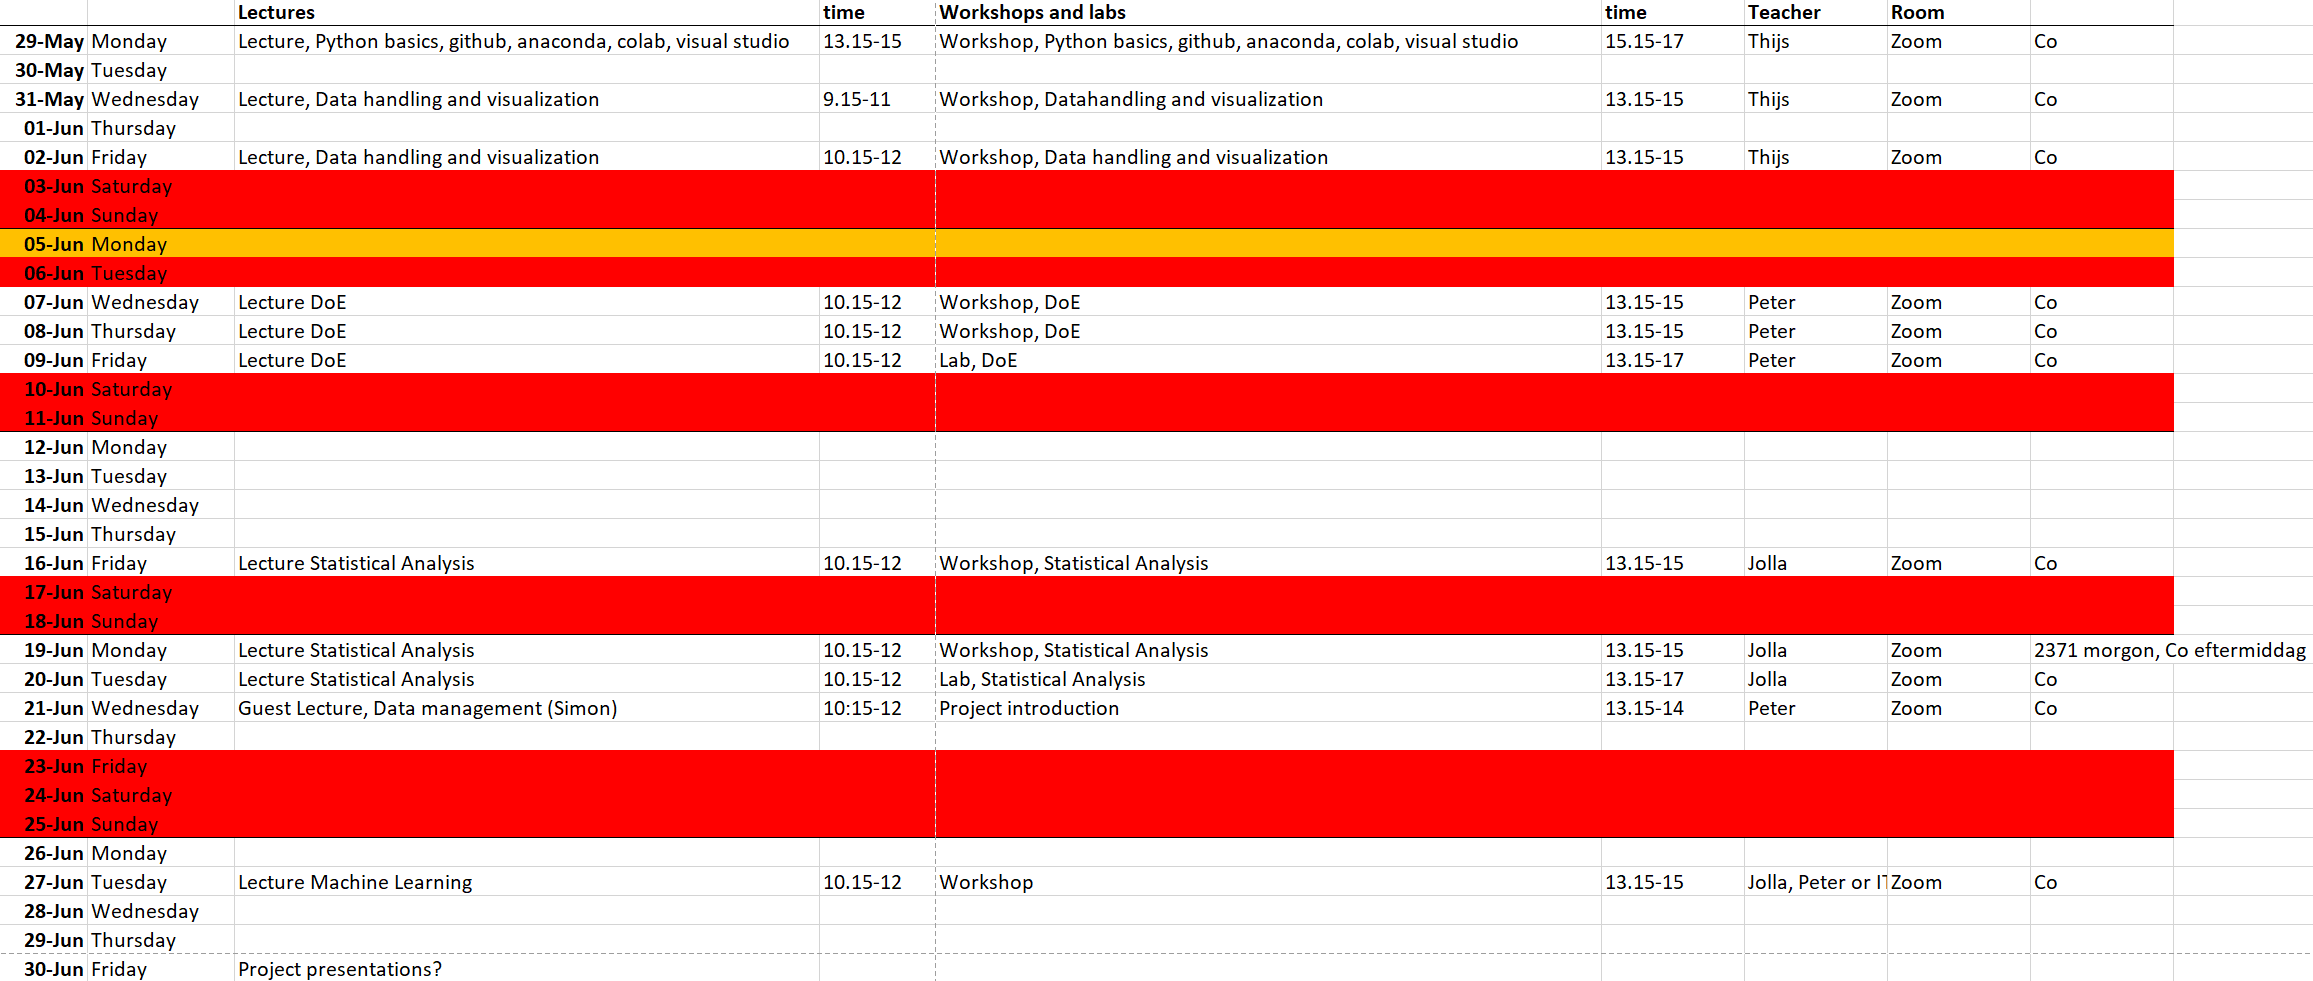 Lectures time Workshops and labs time Teacher Room
29-May Monday Lecture, Python basics, github, anaconda, colab, visual studio 13.15-15 Workshop, Python basics, github, anaconda, colab, visual studio 15.15-17 Thijs Zoom Co
30-May Tuesday
31-May Wednesday Lecture, Data handling and visualization 9.15-11 Workshop, Datahandling and visualization 13.15-15 Thijs Zoom Co
01-Jun Thursday
02-Jun Friday Lecture, Data handling and visualization 10.15-12 Workshop, Data handling and visualization 13.15-15 Thijs Zoom Co
03-Jun Saturday
04-Jun Sunday
05-Jun Monday
06-Jun Tuesday
07-Jun Wednesday Lecture DoE 10.15-12 Workshop, DoE 13.15-15 Peter Zoom Co
08-Jun Thursday Lecture DoE 10.15-12 Workshop, DoE 13.15-15 Peter Zoom Co
09-Jun Friday Lecture DoE 10.15-12 Lab, DoE 13.15-17 Peter Zoom Co
10-Jun Saturday
11-Jun Sunday
12-Jun Monday
13-Jun Tuesday
14-Jun Wednesday
15-Jun Thursday
16-Jun Friday Lecture Statistical Analysis 10.15-12 Workshop, Statistical Analysis 13.15-15 Jolla Zoom Co
17-Jun Saturday
18-Jun Sunday
19-Jun Monday Lecture Statistical Analysis 10.15-12 Workshop, Statistical Analysis 13.15-15 Jolla Zoom 2371 morgon, Co eftermiddag
20-Jun Tuesday Lecture Statistical Analysis 10.15-12 Lab, Statistical Analysis 13.15-17 Jolla Zoom Co
21-Jun Wednesday Guest Lecture, Data management (Simon) 10:15-12 Project introduction 13.15-14 Peter Zoom Co
22-Jun Thursday
23-Jun Friday
24-Jun Saturday
25-Jun Sunday
26-Jun Monday
27-Jun Tuesday Lecture Machine Learning 10.15-12 Workshop 13.15-15 Jolla, Peter or Zoom Co
28-Jun Wednesday
29-Jun Thursday
30-Jun Friday Project presentations?